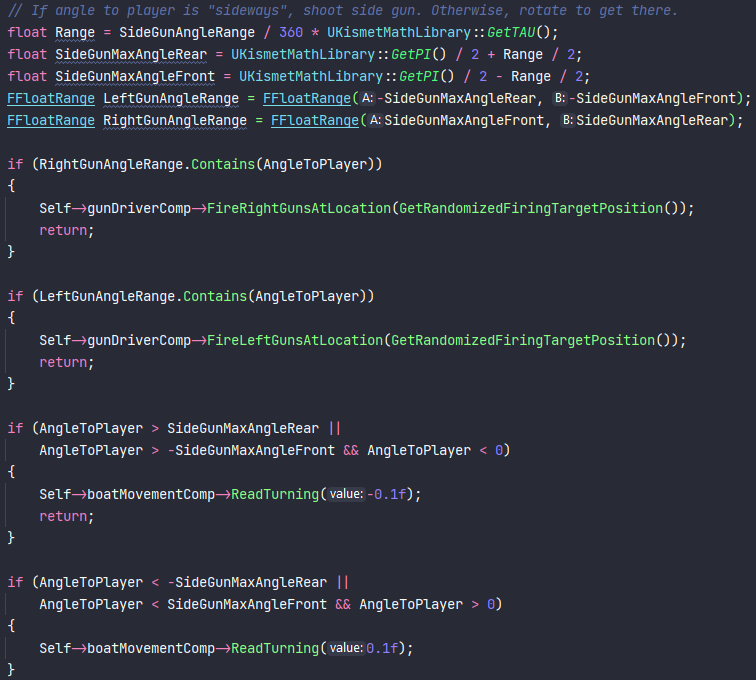 // If angle to player is "sideways", shoot side gun. Otherwise, rotate to get there.
float Range = SideGunAngleRange / 360 * UKismetMathLibrary::GetTAU();
float SideGunMaxAngleRear = UKismetMathLibrary::GetPI() / 2 + Range / 2;
float SideGunMaxAngleFront = UKismetMathLibrary::GetPI() / 2 - Range / 2;
FFloatRange LeftGunAngleRange = FFloatRange(A:-SideGunMaxAngleRear, B:-SideGunMaxAngleFront);
FFloatRange RightGunAngleRange = FFloatRange(A:SideGunMaxAngleFront, B:SideGunMaxAngleRear);

if (RightGunAngleRange.Contains(AngleToPlayer))
{
    Self->gunDriverComp->FireRightGunsAtLocation(GetRandomizedFiringTargetPosition());
    return;
}

if (LeftGunAngleRange.Contains(AngleToPlayer))
{
    Self->gunDriverComp->FireLeftGunsAtLocation(GetRandomizedFiringTargetPosition());
    return;
}

if (AngleToPlayer > SideGunMaxAngleRear ||
    AngleToPlayer > -SideGunMaxAngleFront && AngleToPlayer < 0)
{
    Self->boatMovementComp->ReadTurning(value:-0.1f);
    return;
}

if (AngleToPlayer < -SideGunMaxAngleRear ||
    AngleToPlayer < SideGunMaxAngleFront && AngleToPlayer > 0)
{
    Self->boatMovementComp->ReadTurning(value:0.1f);
}